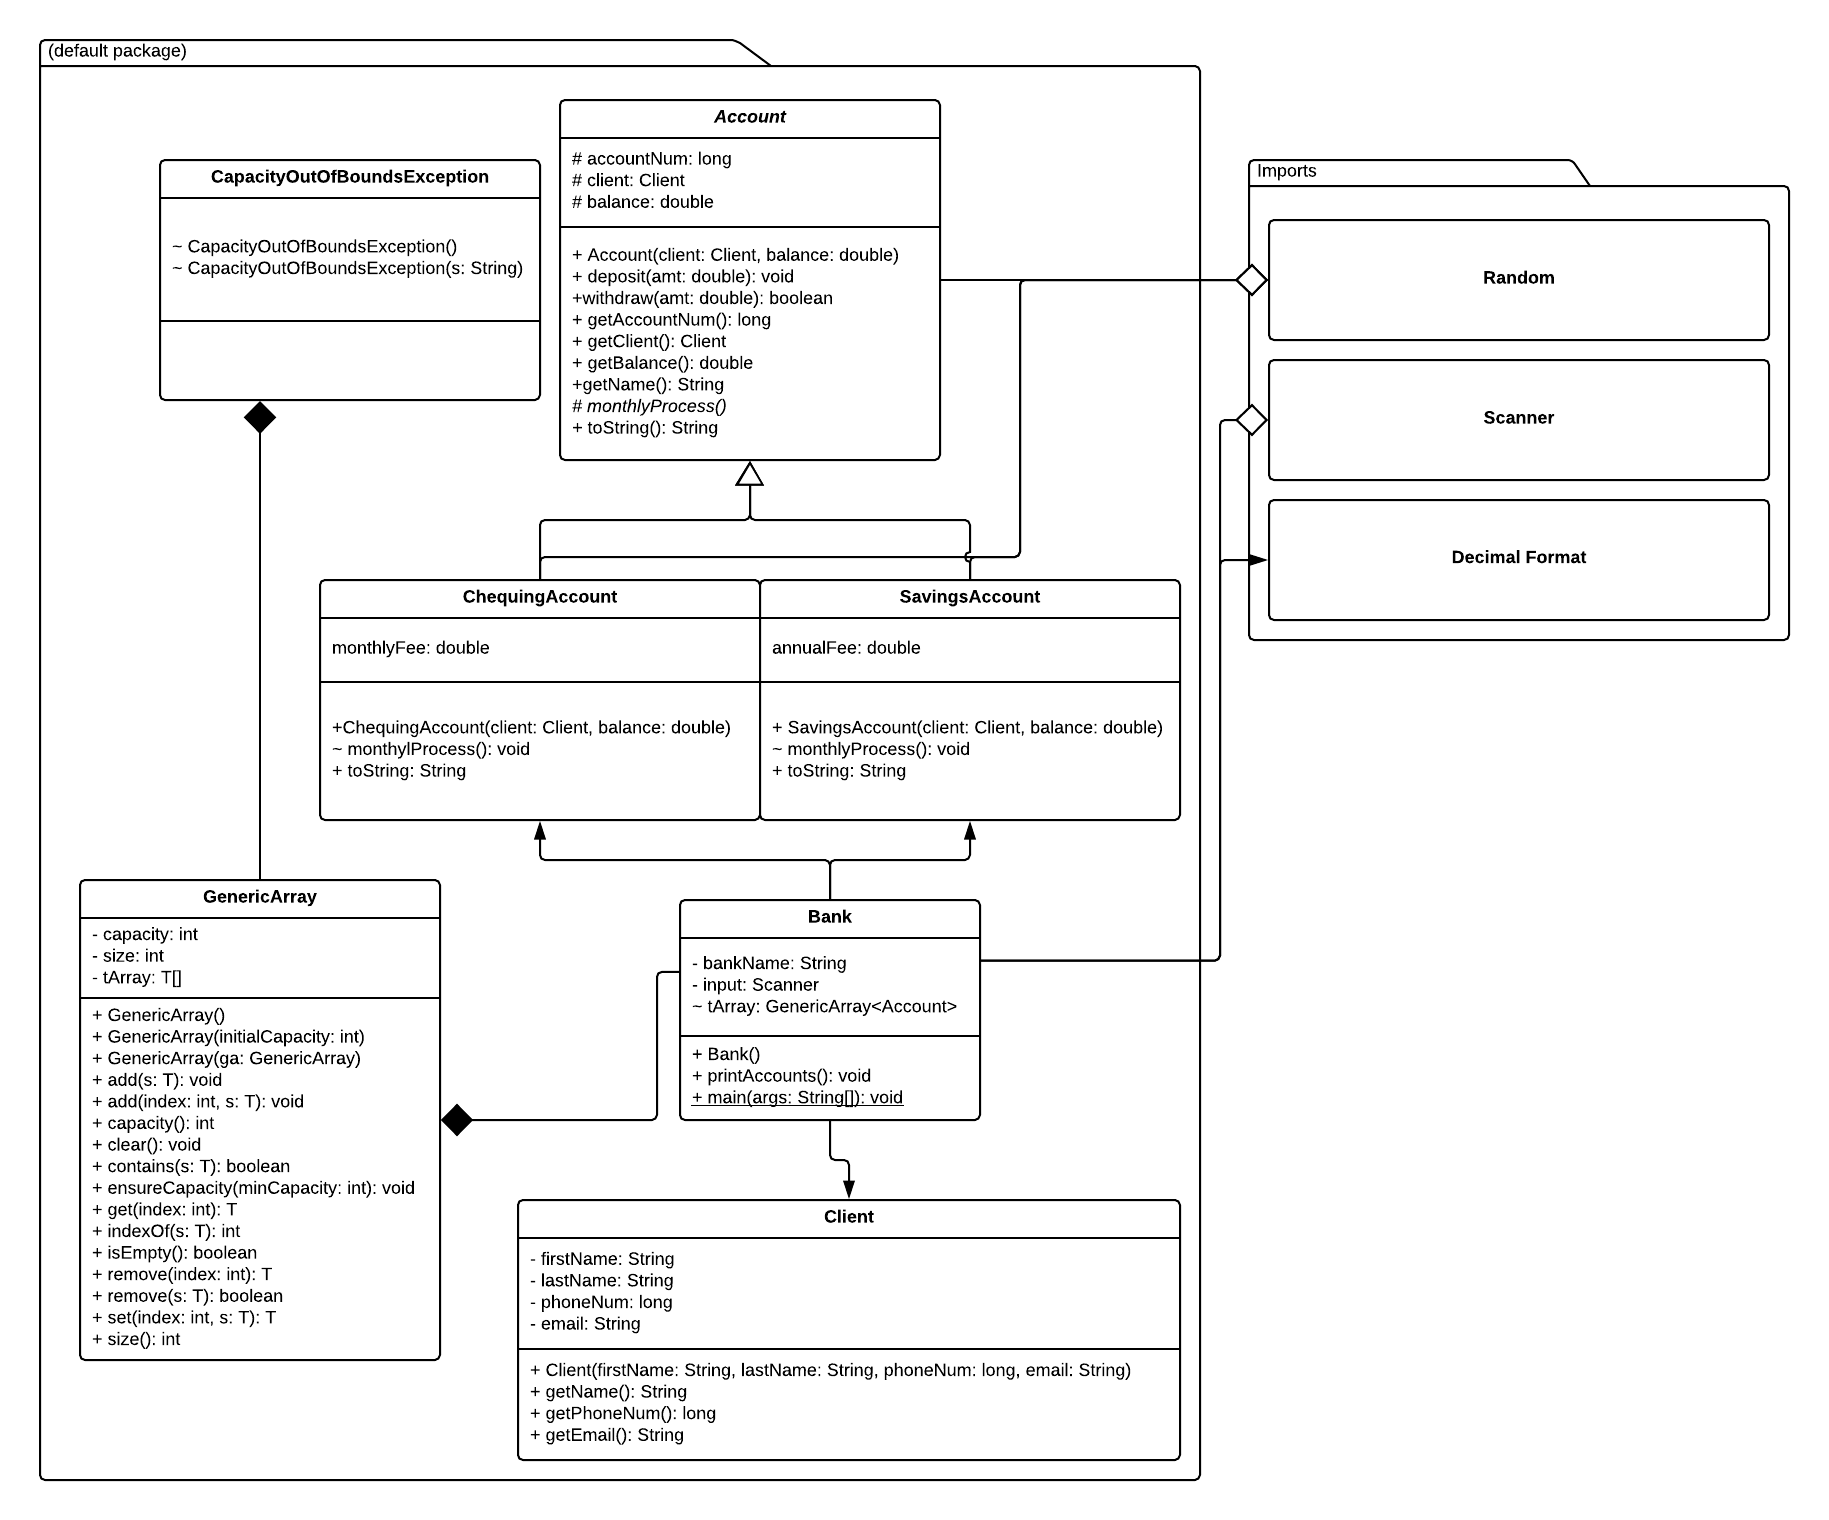 (default package)
Account
# accountNum: long
# client: Client
# balance: double
+ Account(client: Client, balance: double)
+ deposit(amt: double): void
+withdraw(amt: double): boolean
+ getAccountNum(): long
+ getClient(): Client
+ getBalance(): double
+getName(): String
# monthlyProcess()
+ toString(): String
CapacityOutOfBoundsException
~ CapacityOutOfBoundsException()
~ CapacityOutOfBoundsException(s: String)
Imports
Random
Scanner
Decimal Format
ChequingAccount
monthlyFee: double
+ChequingAccount(client: Client, balance: double)
~ monthylProcess(): void
+ toString: String
SavingsAccount
annualFee: double
+ SavingsAccount(client: Client, balance: double)
~ monthlyProcess(): void
+ toString: String
GenericArray
- capacity: int
- size: int
- tArray: T[]
+ GenericArray()
+ GenericArray(initialCapacity: int)
+ GenericArray(ga: GenericArray)
+ add(s: T): void
+ add(index: int, s: T): void
+ capacity(): int
+ clear(): void
+ contains(s: T): boolean
+ ensureCapacity(minCapacity: int): void
+ get(index: int): T
+ indexOf(s: T): int
+ isEmpty(): boolean
+ remove(index: int): T
+ remove(s: T): boolean
+ set(index: int, s: T): T
+ size(): int
Bank
- bankName: String
- input: Scanner
~ tArray: GenericArray<Account>
+ Bank()
+ printAccounts(): void
+ main(args: String[]): void
Client
- firstName: String
- lastName: String
- phoneNum: long
- email: String
+ Client(firstName: String, lastName: String, phoneNum: long, email: String)
+ getName(): String
+ getPhoneNum(): long
+ getEmail(): String